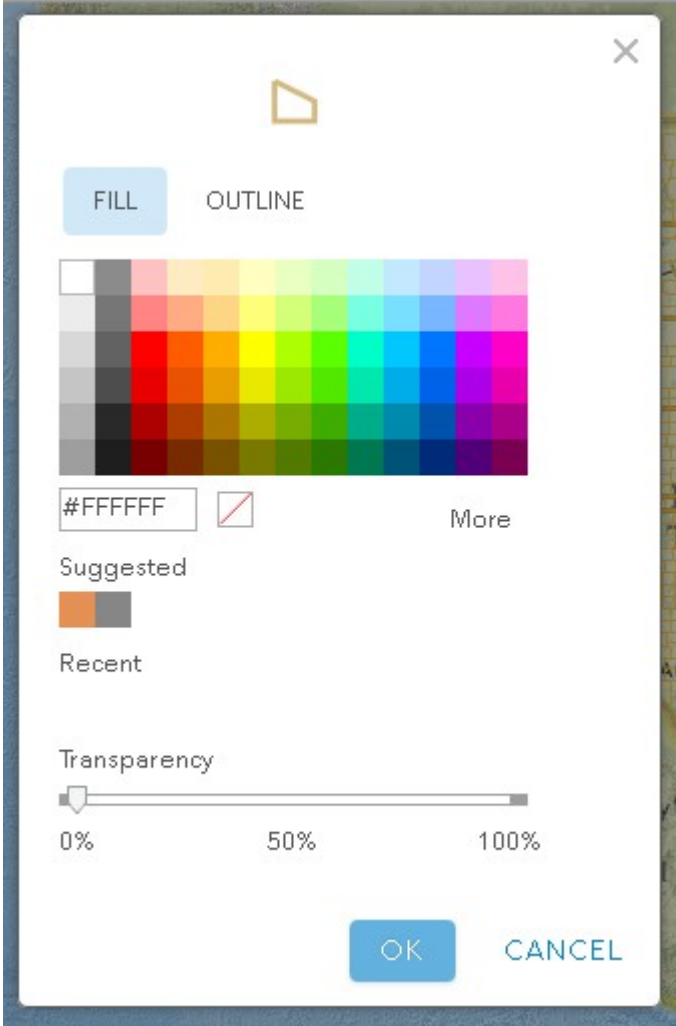 FILL OUTLINE
#FFFFFF More
Suggested
Recent
Transparency
0% 50% 100%
OK CANCEL